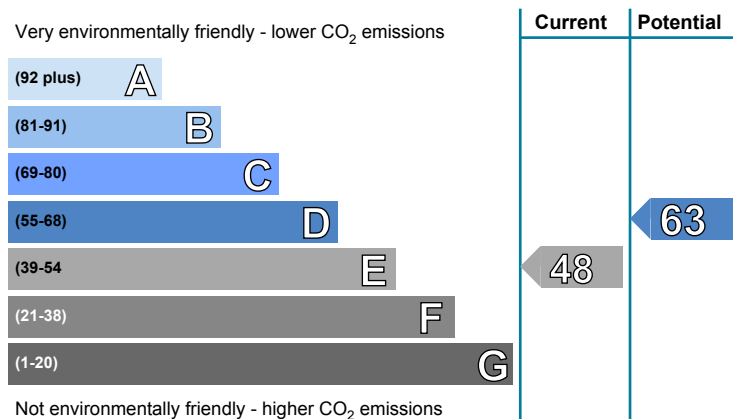 Current Potential
Very environmentally friendly - lower CO2 emissions
(92 plus) A
(81-91) B
(69-80) C
(55-68) D 63
(39-54 E 48
(21-38) F
(1-20) G
Not environmentally friendly - higher CO2 emissions